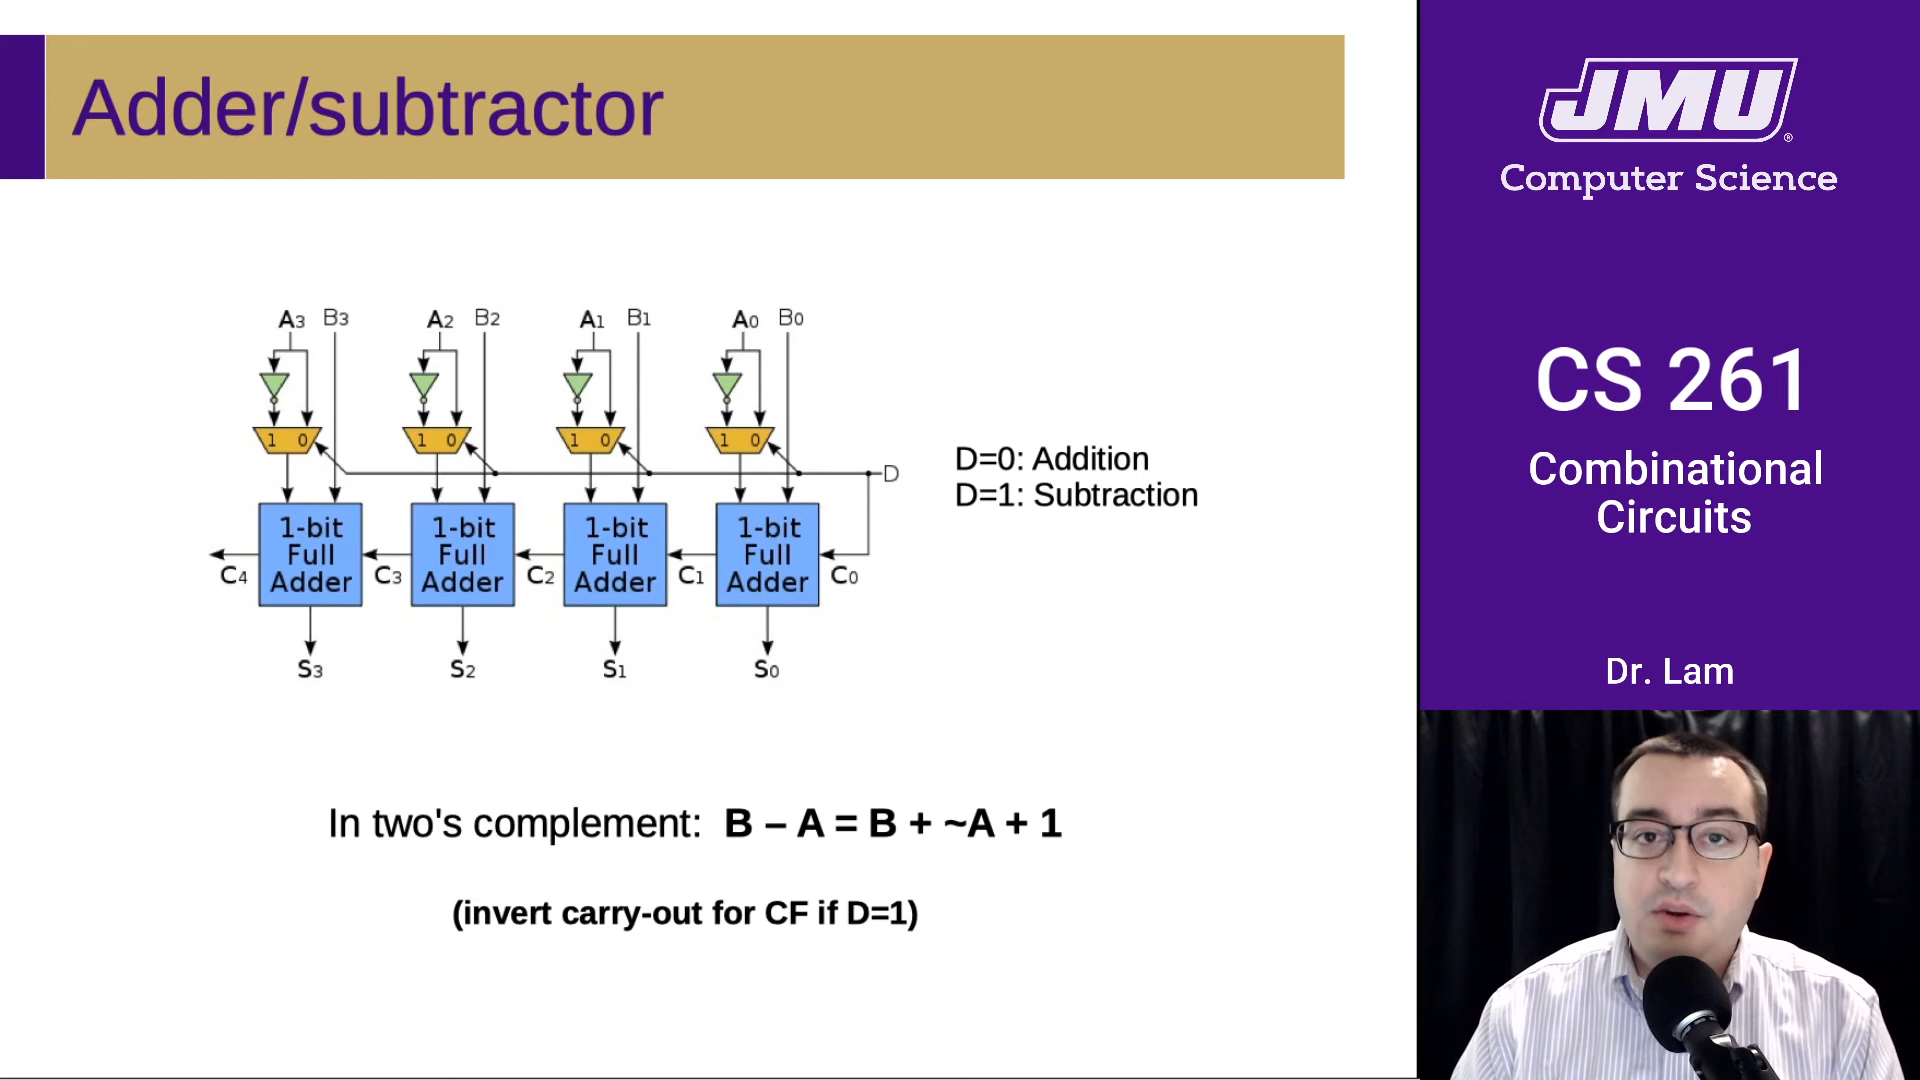 Adder/subtractor
A3 B3 A2 B2 A1 B1 A0 B0
1 0 1 0 1 0 1 0
D
D=0: Addition
D=1: Subtraction
1-bit Full Adder
1-bit Full Adder
1-bit Full Adder
1-bit Full Adder
C4 C3 C2 C1 C0
S3 S2 S1 S0
In two's complement: B – A = B + ~A + 1
(invert carry-out for CF if D=1)
JMU®
Computer Science
CS 261
Combinational
Circuits
Dr. Lam